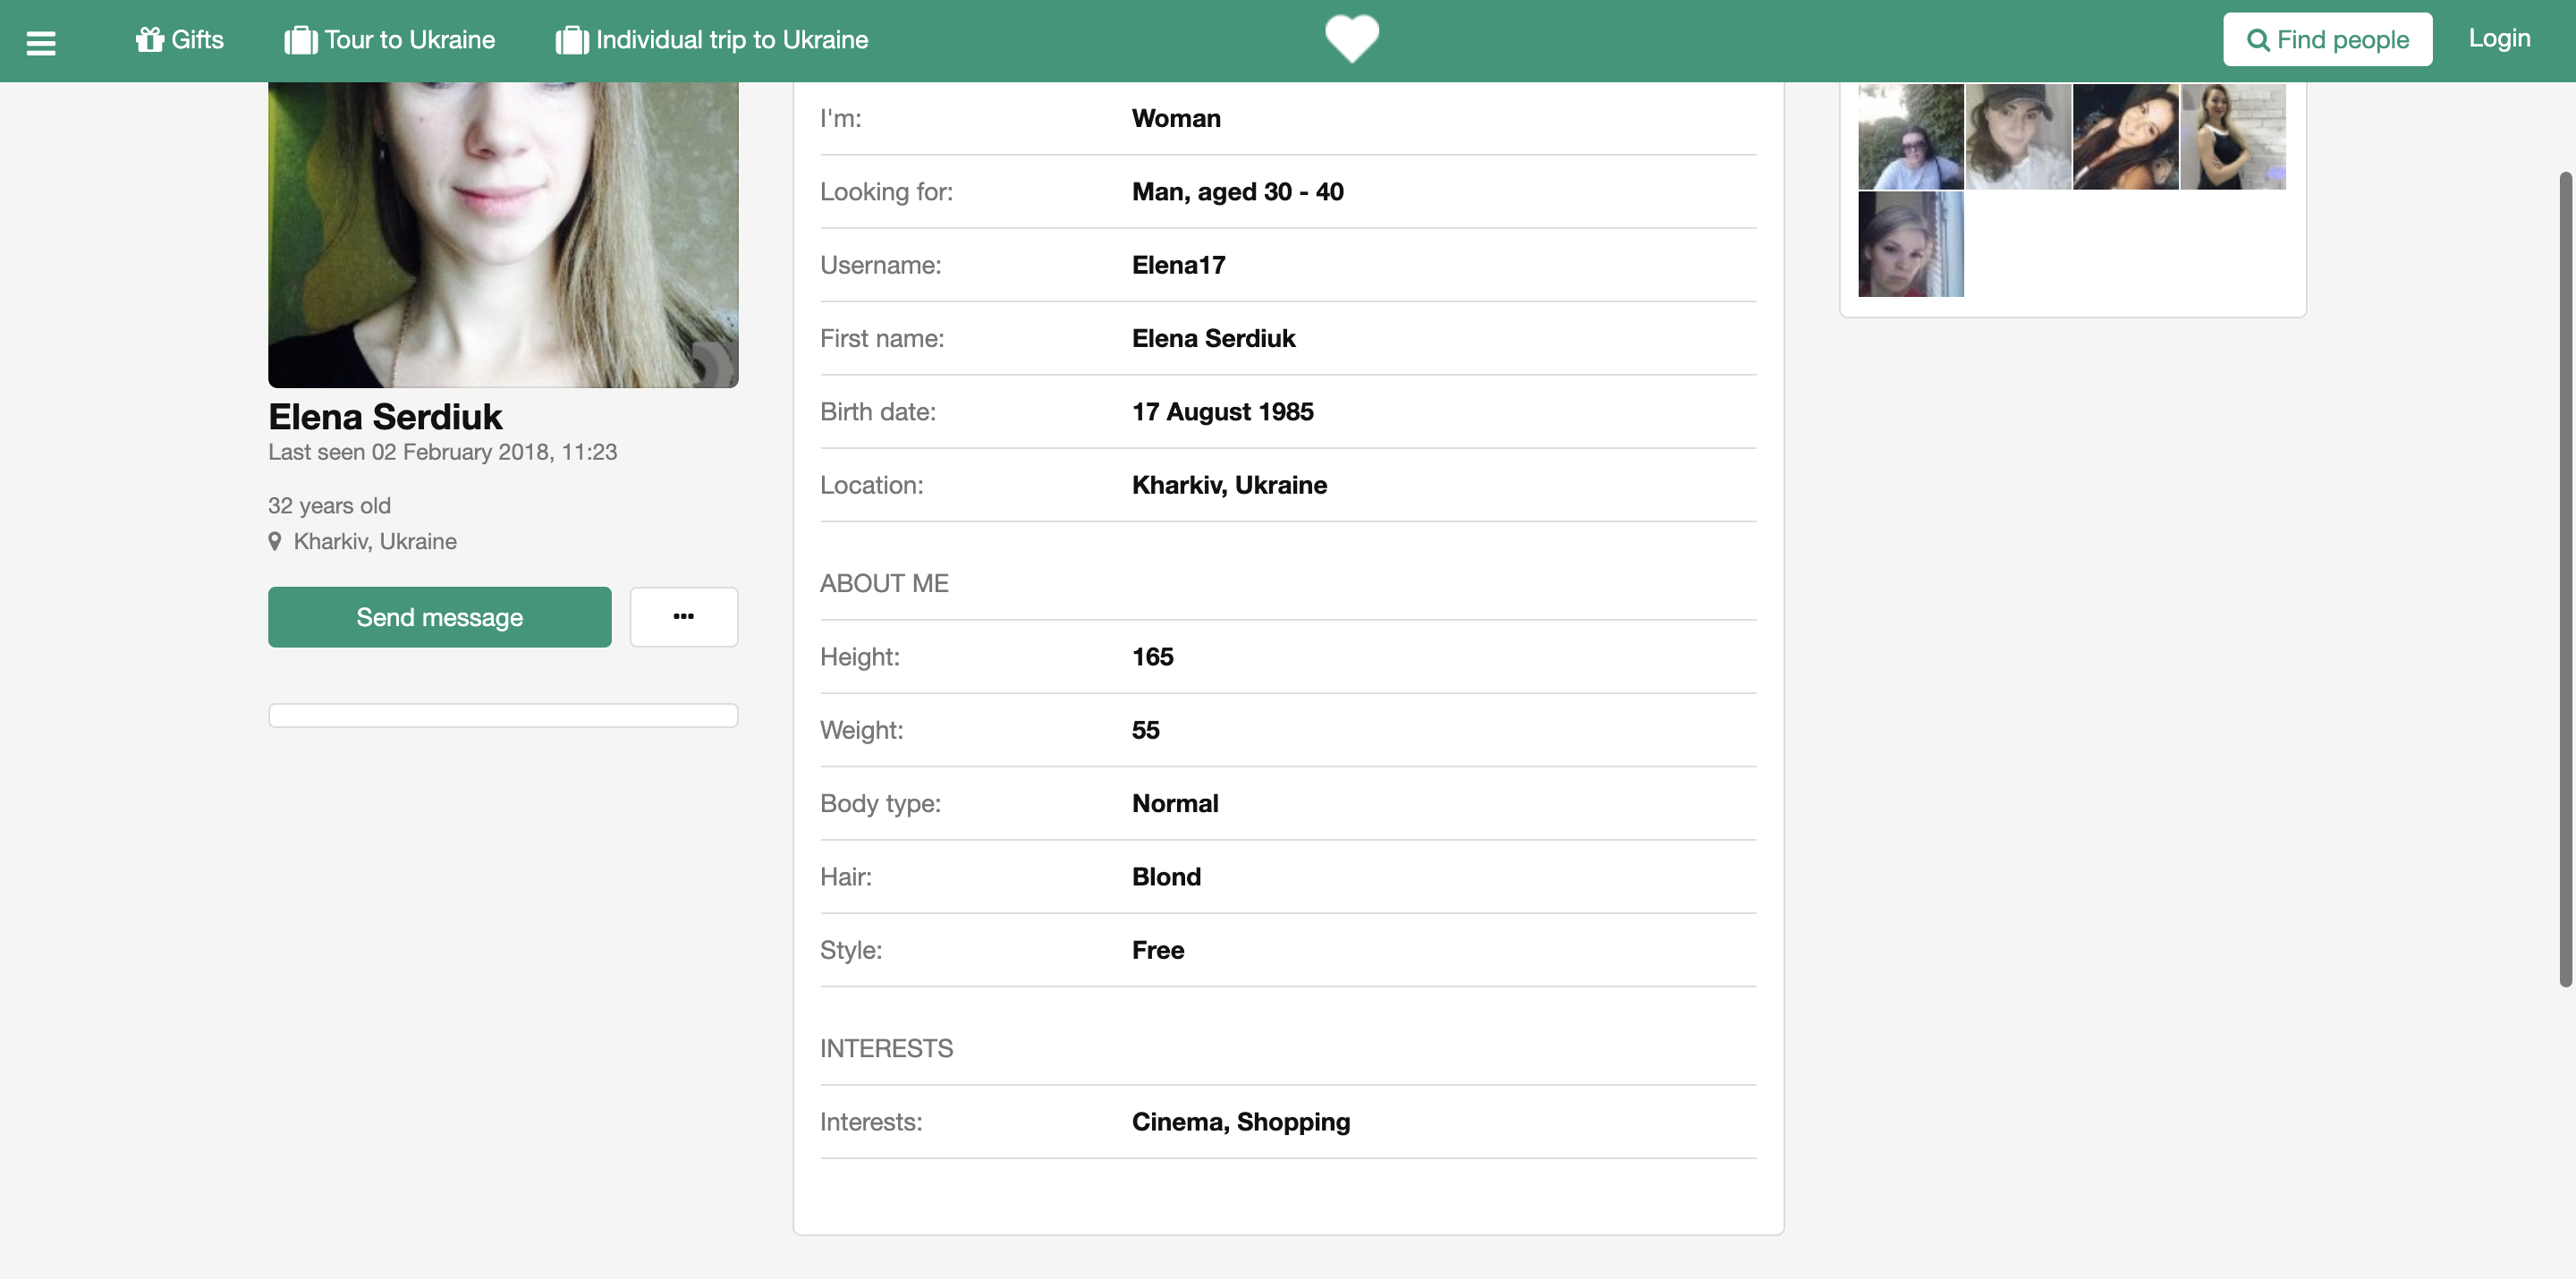 Gifts
Tour to Ukraine
Individual trip to Ukraine
Find people
Login
Elena Serdiuk
Last seen 02 February 2018, 11:23
32 years old
Kharkiv, Ukraine
Send message
...
I'm: Woman
Looking for: Man, aged 30 - 40
Username: Elena17
First name: Elena Serdiuk
Birth date: 17 August 1985
Location: Kharkiv, Ukraine
ABOUT ME
Height: 165
Weight: 55
Body type: Normal
Hair: Blond
Style: Free
INTERESTS
Interests: Cinema, Shopping